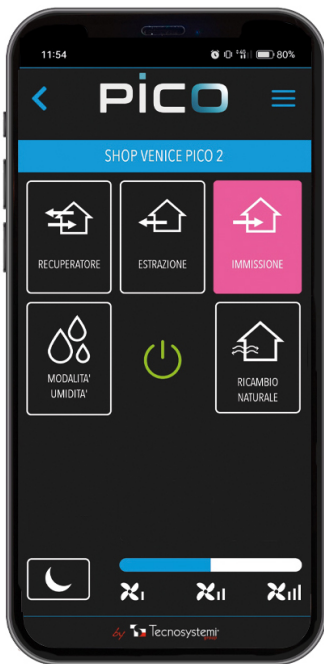 11:54
80%
PICO
SHOP VENICE PICO 2
RECUPERATORE
ESTRAZIONE
IMMISSIONE
MODALITA'
UMIDITA'
RICAMBIO
NATURALE
by Tecnosystemi